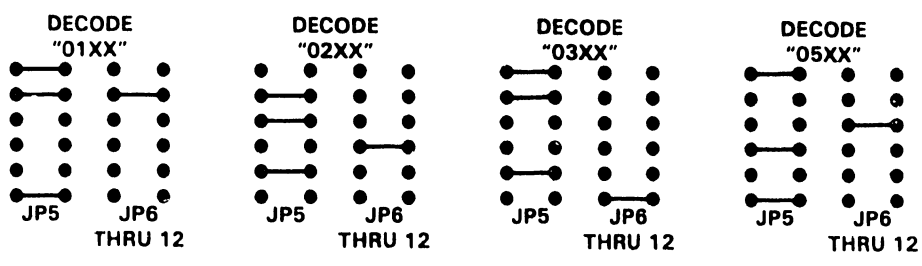 DECODE
"01XX"
JP5
JP6
THRU 12
DECODE
"02XX"
JP5
JP6
THRU 12
DECODE
"03XX"
JP5
JP6
THRU 12
DECODE
"05XX"
JP5
JP6
THRU 12